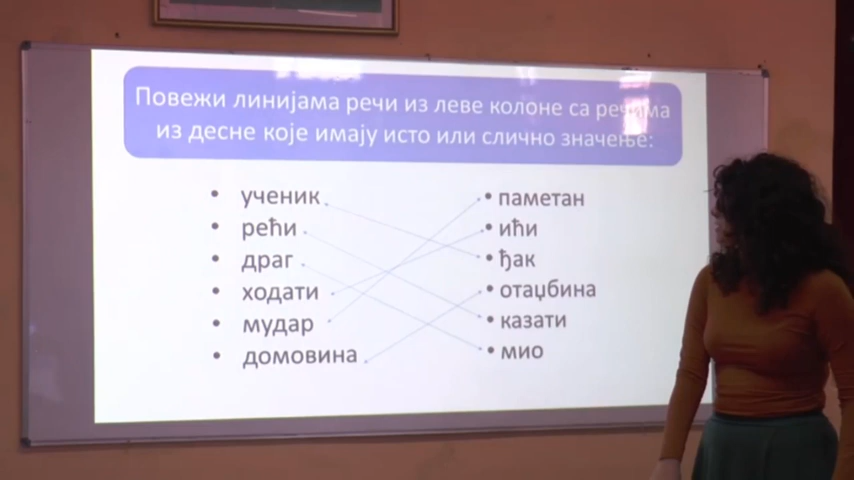 Повежи линијама речи из леве колоне са речима
из десне које имају исто или слично значење:
• ученик • паметан
• рећи • ићи
• драг • ђак
• ходати • отаџбина
• мудар • казати
• домовина • мио